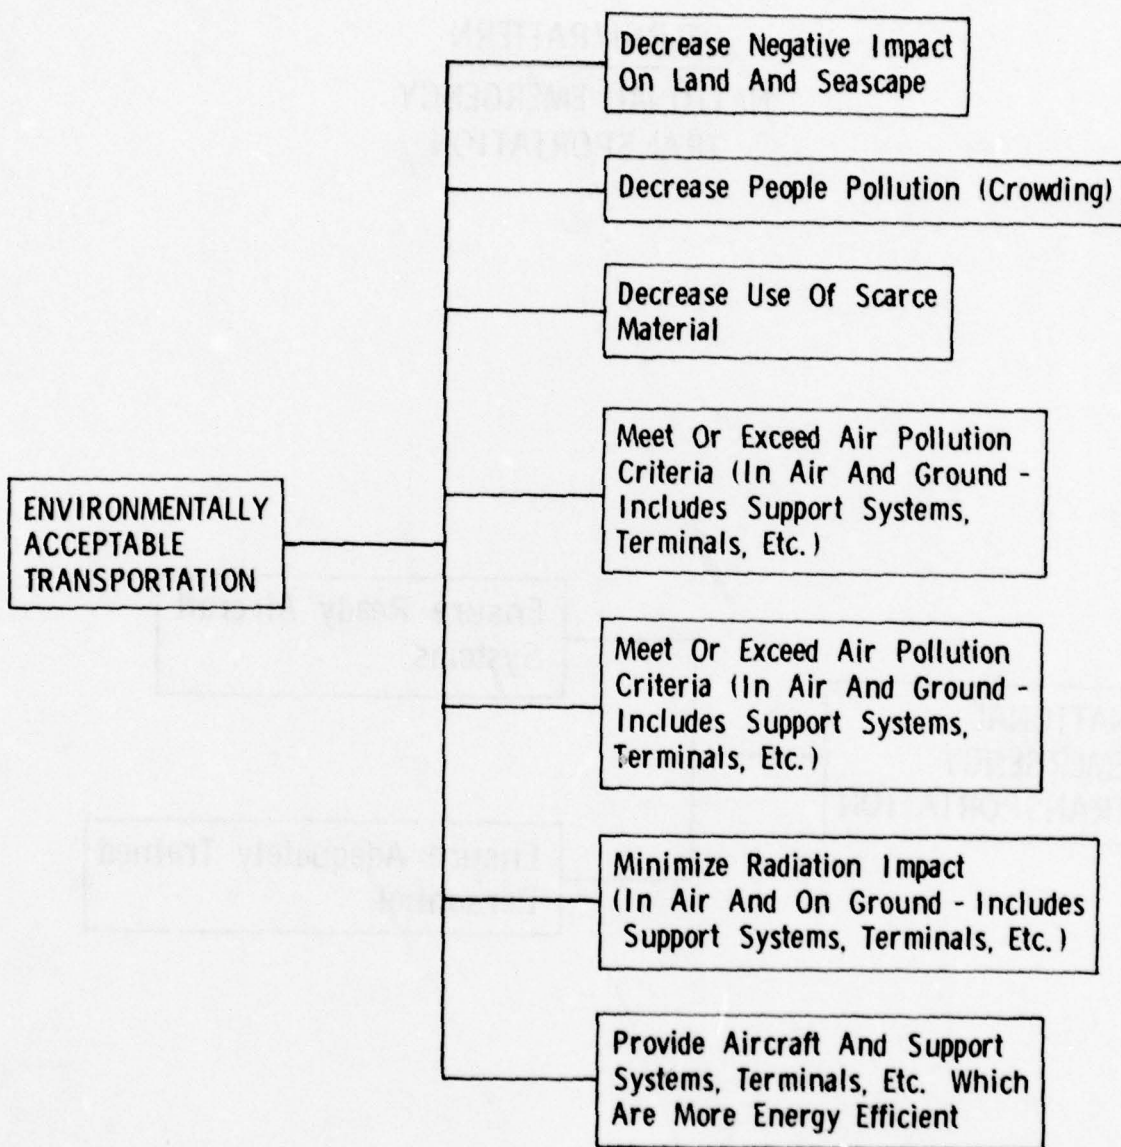 Decrease Negative Impact
On Land And Seascape
Decrease People Pollution (Crowding)
Decrease Use Of Scarce
Material
Meet Or Exceed Air Pollution
Criteria (In Air And Ground -
Includes Support Systems,
Terminals, Etc.)
ENVIRONMENTALLY
ACCEPTABLE
TRANSPORTATION
Meet Or Exceed Air Pollution
Criteria (In Air And Ground -
Includes Support Systems,
Terminals, Etc.)
Minimize Radiation Impact
(In Air And On Ground - Includes
Support Systems, Terminals, Etc.)
Provide Aircraft And Support
Systems, Terminals, Etc. Which
Are More Energy Efficient